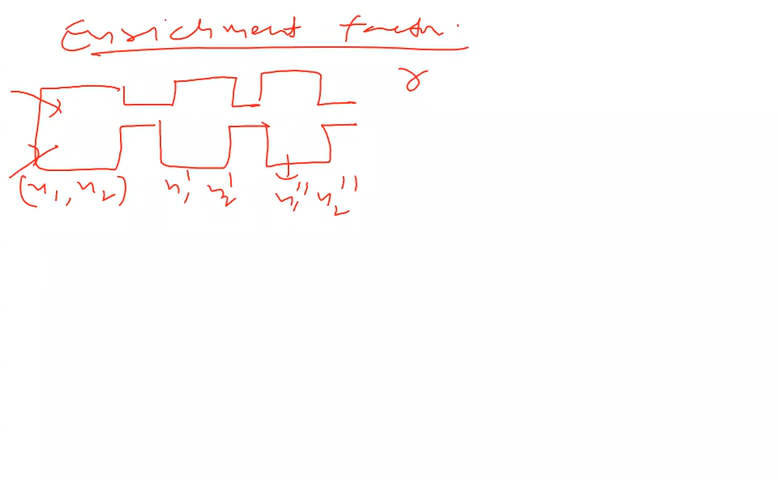 Enrichment factor.
γ
(n₁, n₂) n₁' n₂' n₁'' n₂''